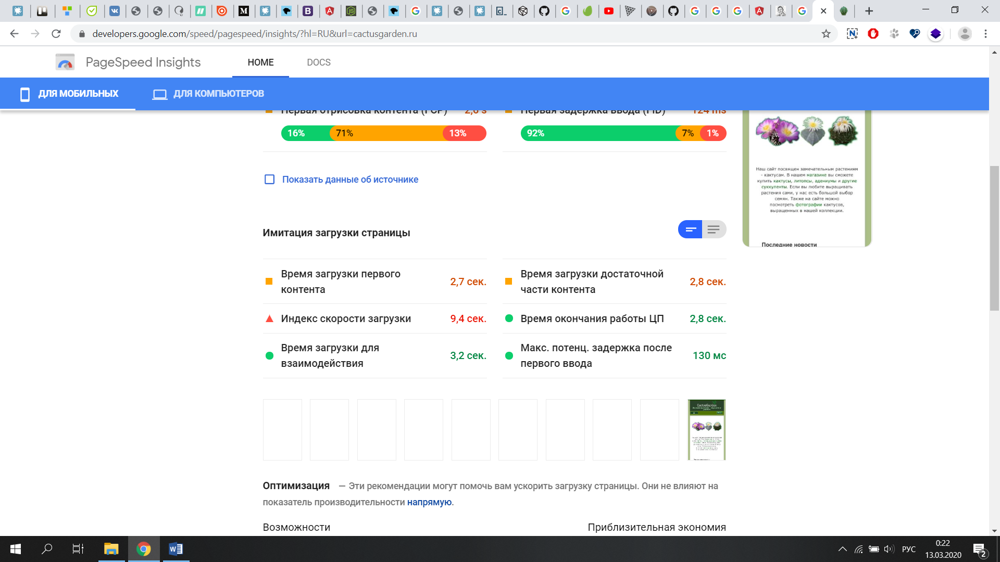 developers.google.com/speed/pagespeed/insights/?hl=RU&url=cactusgarden.ru
PageSpeed Insights
HOME
DOCS
ДЛЯ МОБИЛЬНЫХ
ДЛЯ КОМПЬЮТЕРОВ
Первая отрисовка контента (FCP)
2,6 s
Первая задержка ввода (FID)
124 ms
16%
71%
13%
92%
7%
1%
Показать данные об источнике
Наш сайт посвящен замечательным растениям
- кактусам. В нашем магазине вы сможете
купить кактусы, литопсы, адениумы и другие
суккуленты. Если вы любите выращивать
растения сами, у нас есть большой выбор
семян. Также на сайте можно
посмотреть фотографии кактусов,
выращенных в нашей коллекции.
Последние новости
Имитация загрузки страницы
Время загрузки первого
контента
2,7 сек.
Время загрузки достаточной
части контента
2,8 сек.
Индекс скорости загрузки
9,4 сек.
Время окончания работы ЦП
2,8 сек.
Время загрузки для
взаимодействия
3,2 сек.
Макс. потенц. задержка после
первого ввода
130 мс
CactusGarden
Оптимизация — Эти рекомендации могут помочь вам ускорить загрузку страницы. Они не влияют на
показатель производительности напрямую.
Возможности
Приблизительная экономия
РУС
0:22
13.03.2020
2